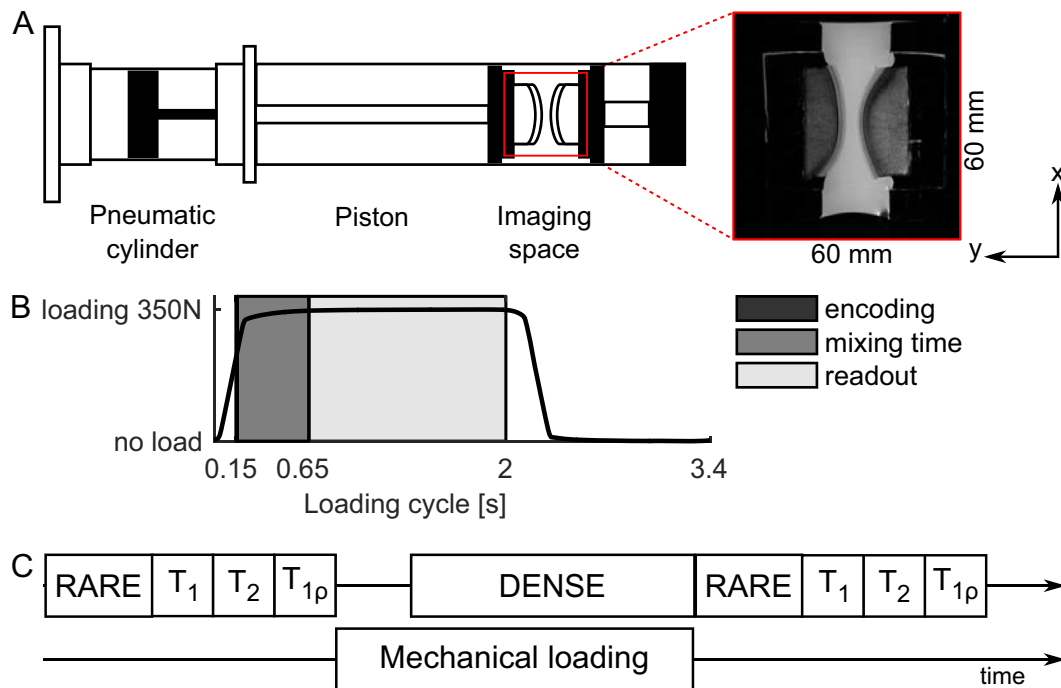 A
Pneumatic
cylinder
Piston
Imaging
space
60 mm
60 mm
x
y
B
loading 350N
no load
0.15 0.65 2 3.4
Loading cycle [s]
encoding
mixing time
readout
C
RARE T1 T2 T1ρ DENSE RARE T1 T2 T1ρ
Mechanical loading
time